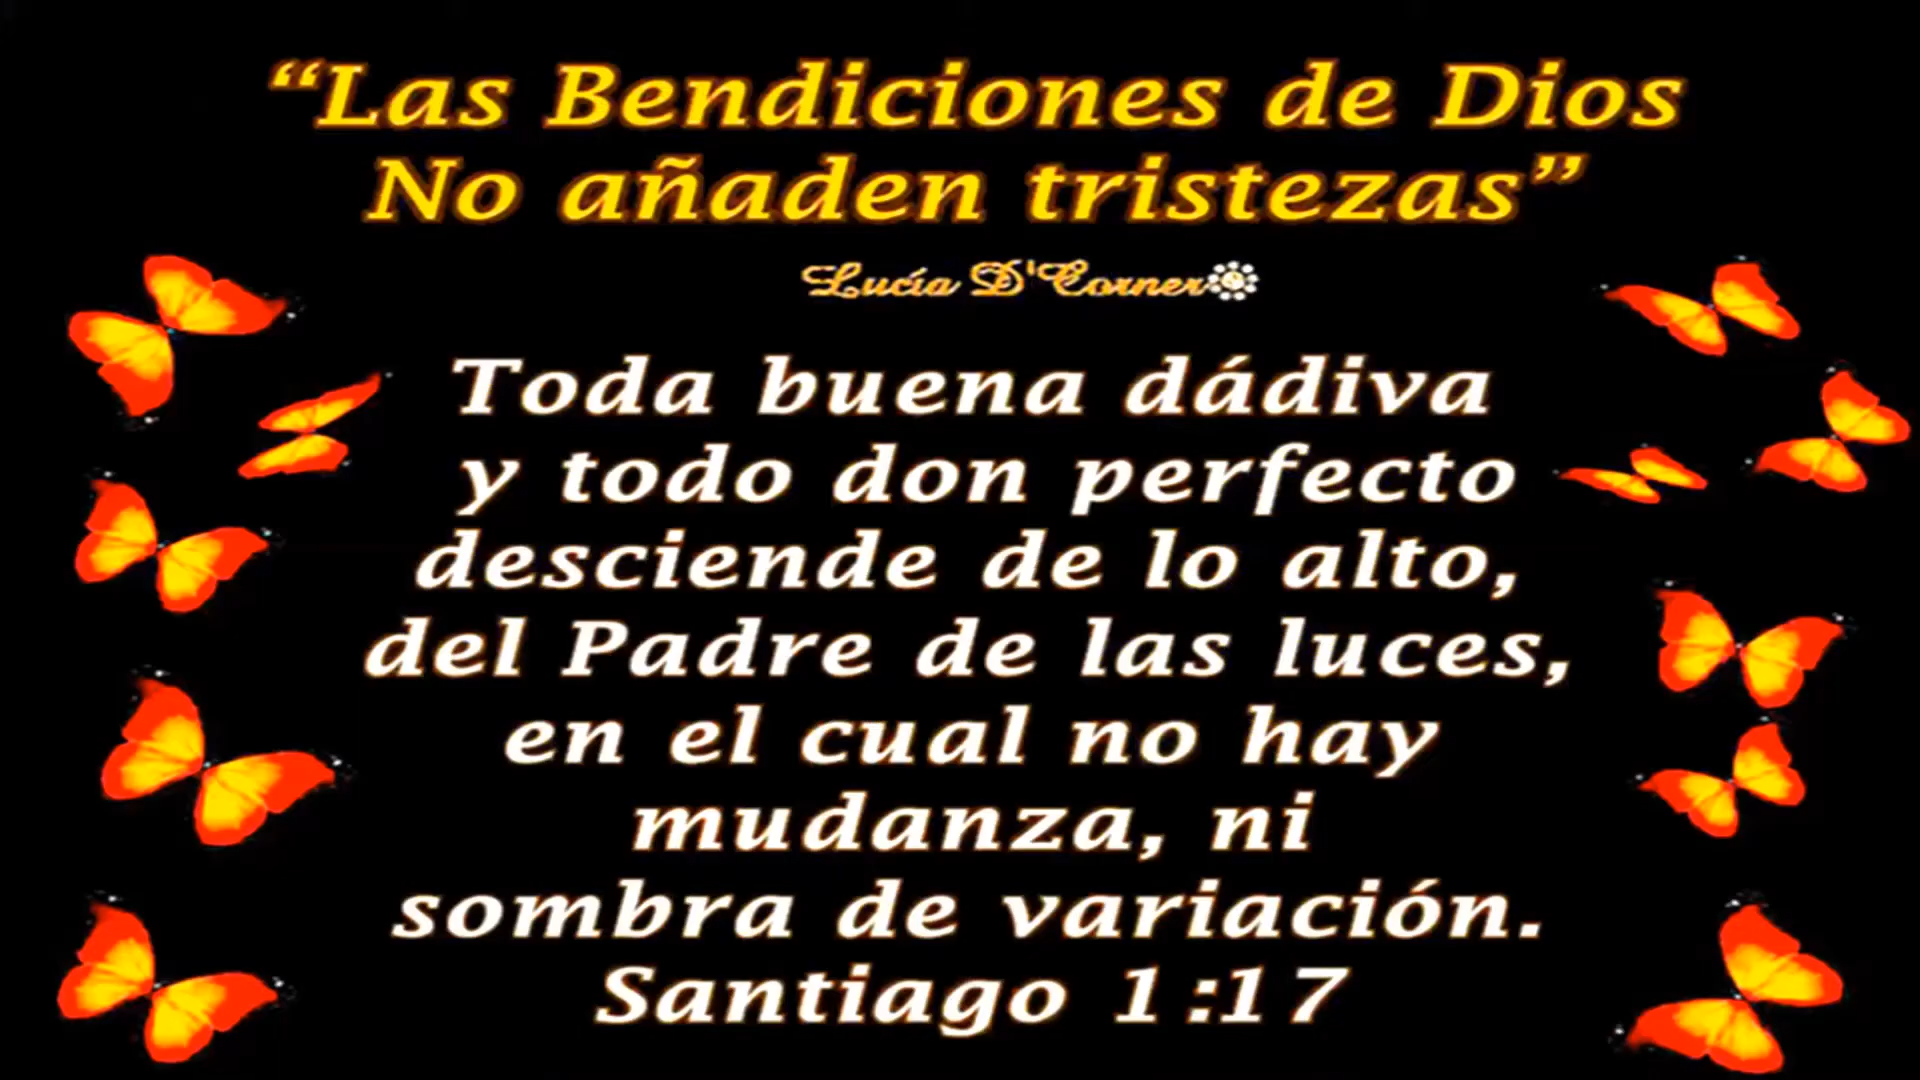 “Las Bendiciones de Dios
No añaden tristezas”
Lucía D'Corner
Toda buena dádiva
y todo don perfecto
desciende de lo alto,
del Padre de las luces,
en el cual no hay
mudanza, ni
sombra de variación.
Santiago 1:17